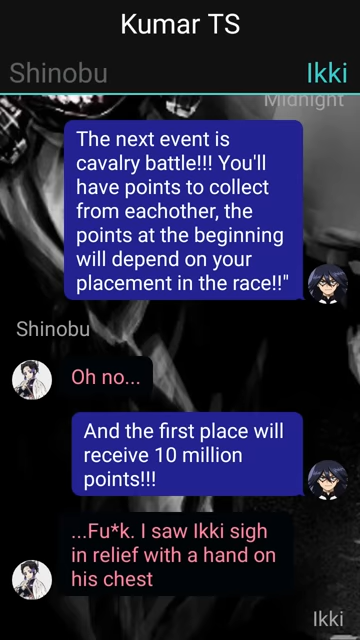 Kumar TS
Shinobu
Ikki
Midnight
The next event is
cavalry battle!!! You'll
have points to collect
from eachother, the
points at the beginning
will depend on your
placement in the race!!"
Shinobu
Oh no...
And the first place will
receive 10 million
points!!!
...Fu*k. I saw Ikki sigh
in relief with a hand on
his chest
Ikki